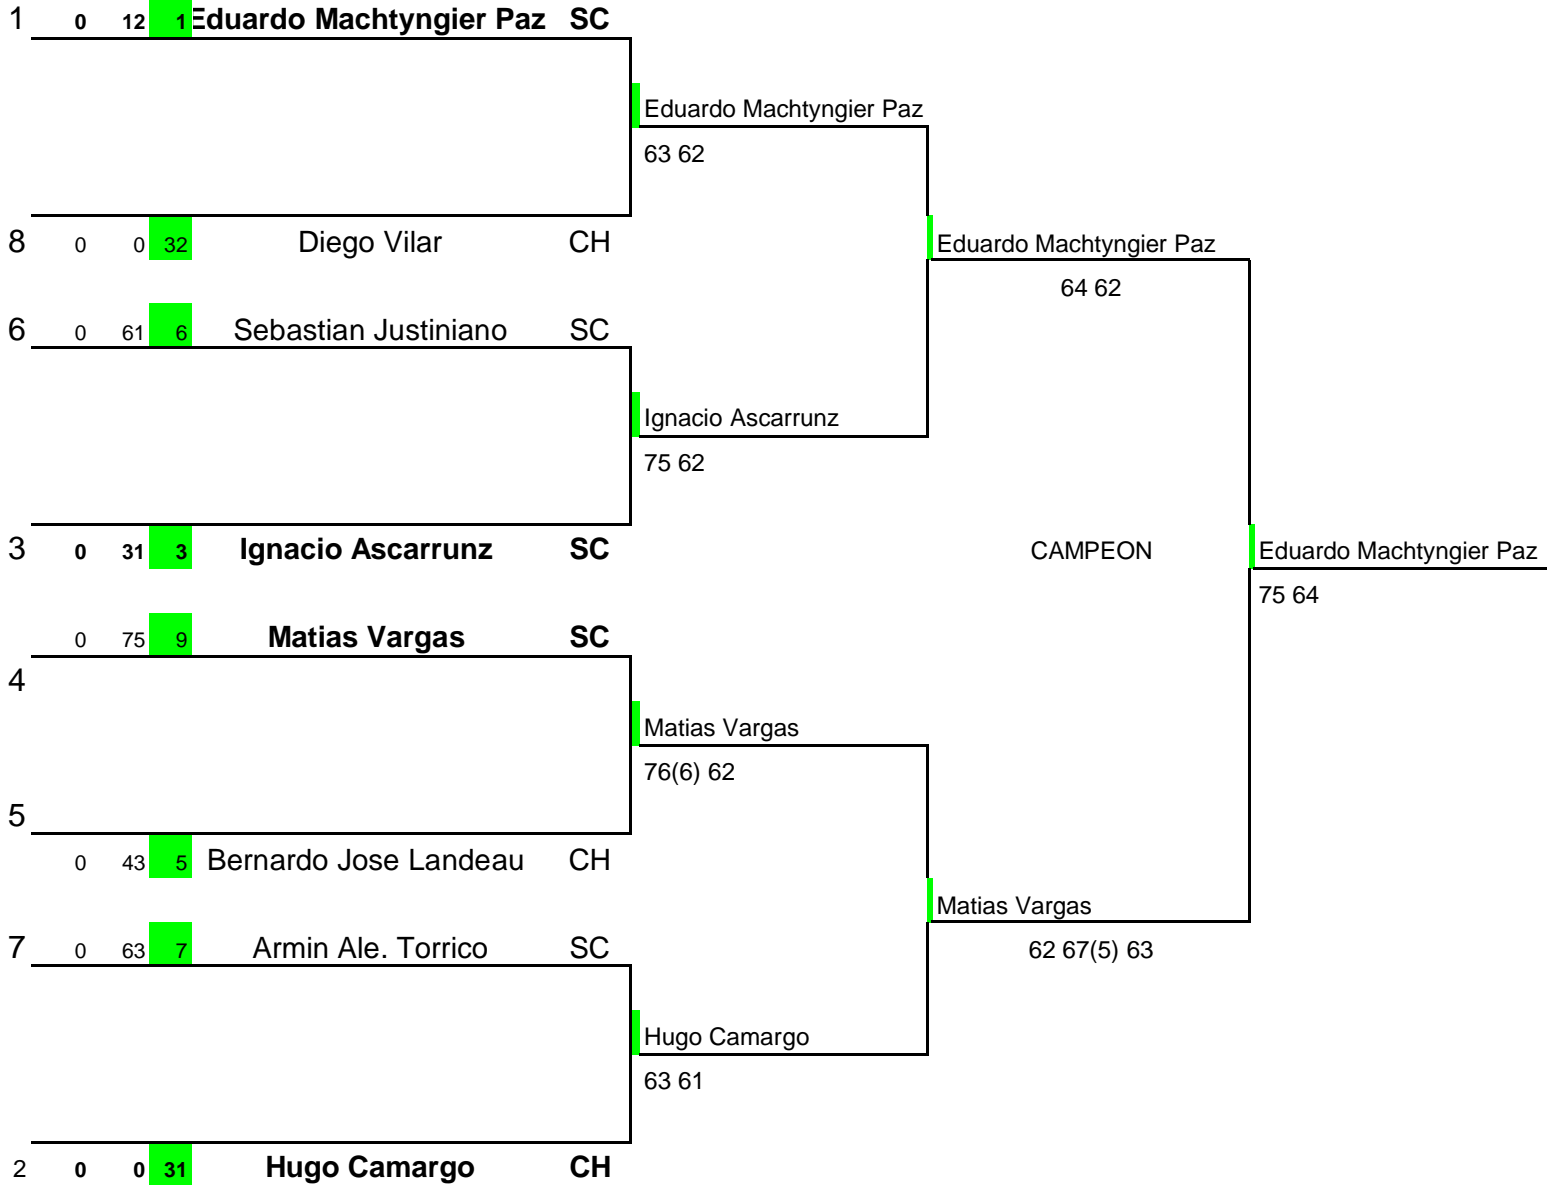 1 0 12 1 Eduardo Machtyngier Paz SC
Eduardo Machtyngier Paz
63 62
8 0 0 32 Diego Vilar CH
Eduardo Machtyngier Paz
64 62
6 0 61 6 Sebastian Justiniano SC
Ignacio Ascarrunz
75 62
3 0 31 3 Ignacio Ascarrunz SC
CAMPEON
Eduardo Machtyngier Paz
75 64
0 75 9 Matias Vargas SC
4
Matias Vargas
76(6) 62
5
0 43 5 Bernardo Jose Landeau CH
Matias Vargas
62 67(5) 63
7 0 63 7 Armin Ale. Torrico SC
Hugo Camargo
63 61
2 0 0 31 Hugo Camargo CH